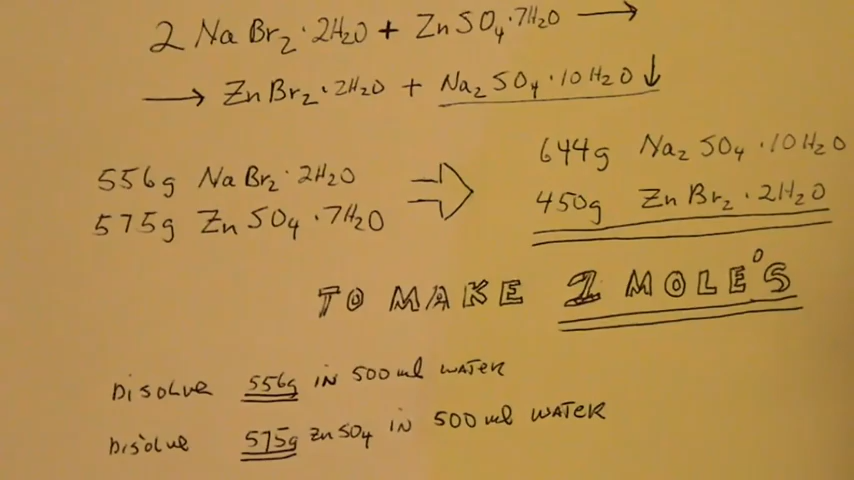 2 NaBr₂·2H₂O + ZnSO₄·7H₂O ⟶
⟶ ZnBr₂·2H₂O + Na₂SO₄·10H₂O ↓
556g NaBr₂·2H₂O ⇒ 644g Na₂SO₄·10H₂O
575g ZnSO₄·7H₂O 450g ZnBr₂·2H₂O
TO MAKE 2 MOLE'S
DISOLVE 556g IN 500ml WATER
DISOLVE 575g ZnSO₄ IN 500ml WATER